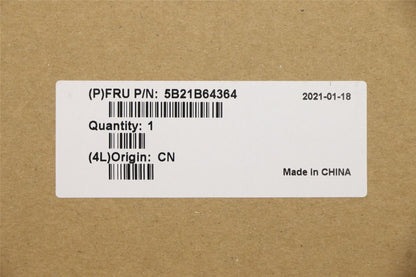 (P)FRU P/N: 5B21B64364
2021-01-18
Quantity: 1
(4L)Origin: CN
Made in CHINA